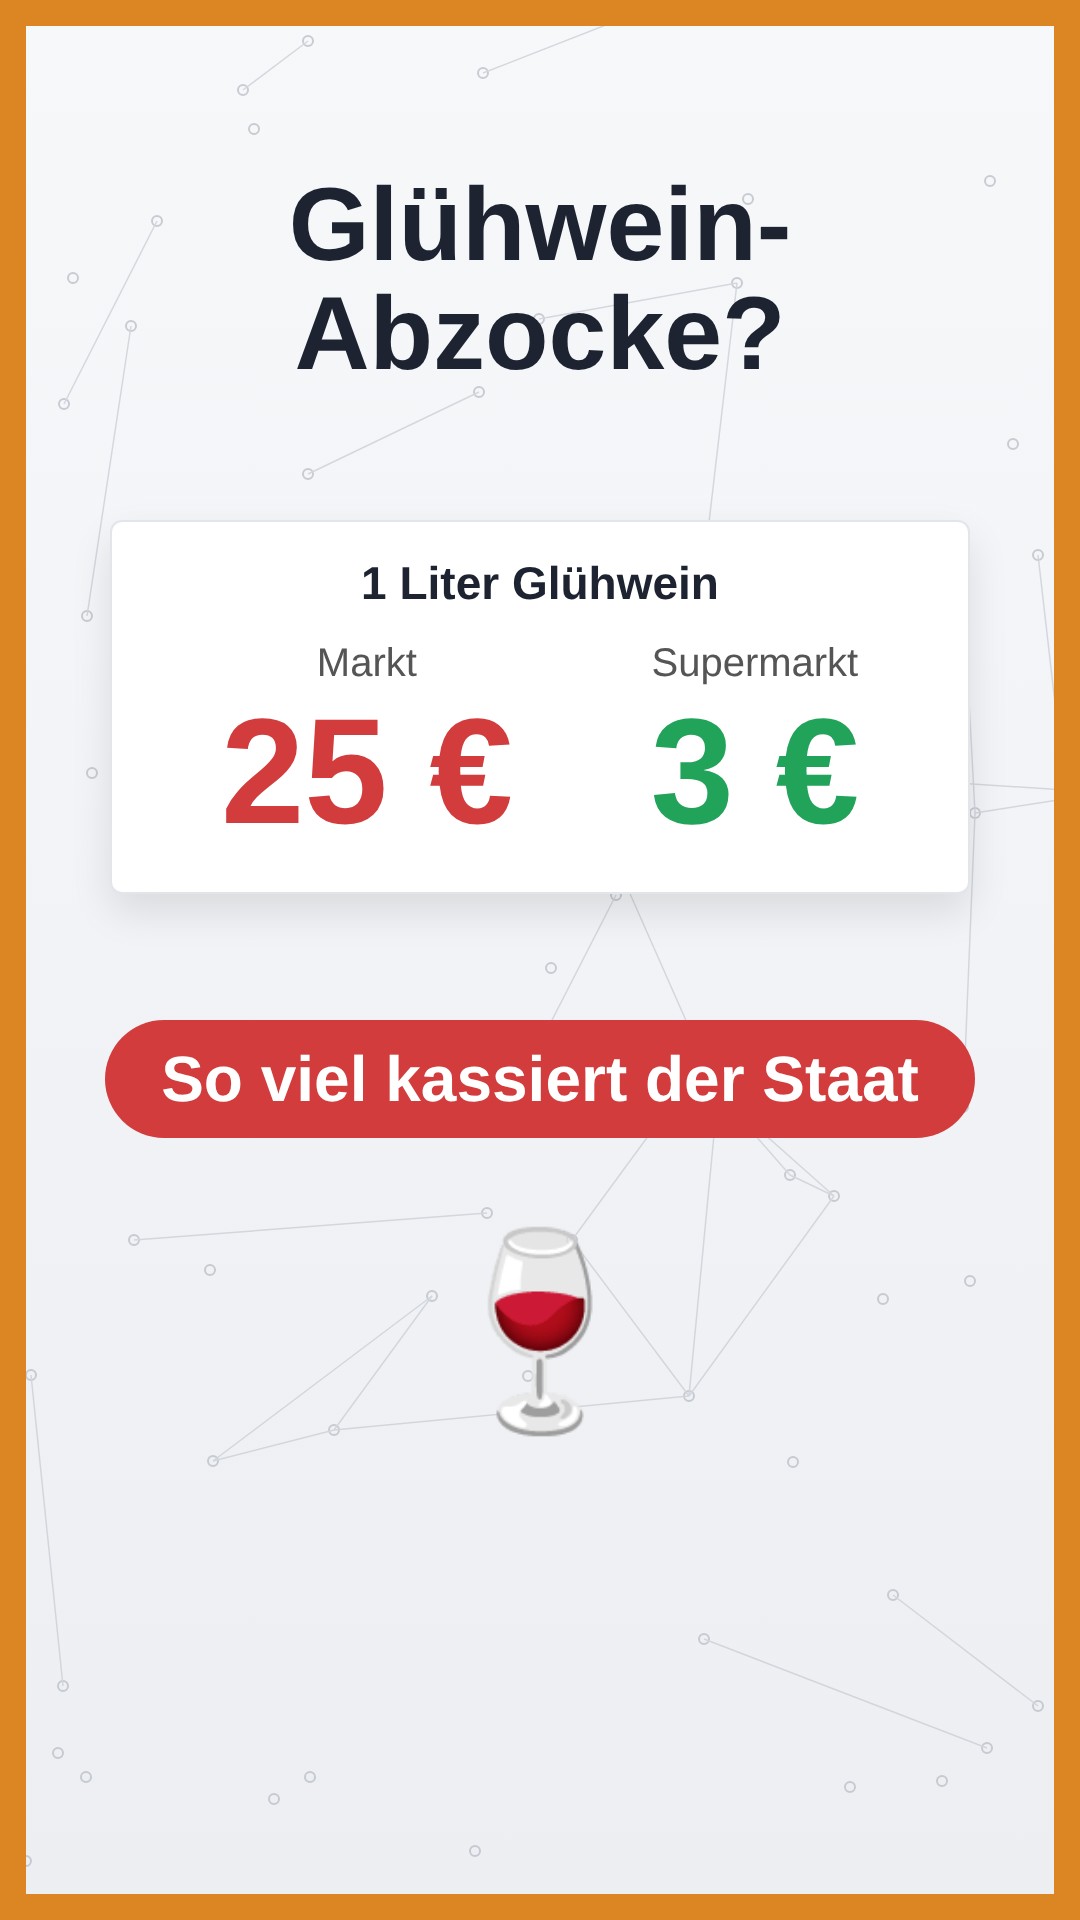 Glühwein-
Abzocke?
1 Liter Glühwein
Markt Supermarkt
25 € 3 €
So viel kassiert der Staat